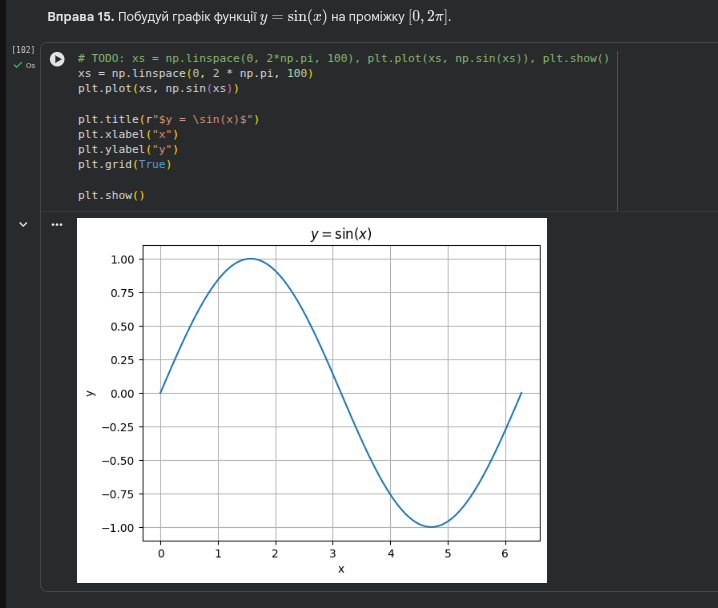 Вправа 15. Побудуй графік функції y = sin(x) на проміжку [0, 2π].
[102]
0s
# TODO: xs = np.linspace(0, 2*np.pi, 100), plt.plot(xs, np.sin(xs)), plt.show()
xs = np.linspace(0, 2 * np.pi, 100)
plt.plot(xs, np.sin(xs))
plt.title(r"$y = \sin(x)$")
plt.xlabel("x")
plt.ylabel("y")
plt.grid(True)
plt.show()
y = sin(x)
1.00
0.75
0.50
0.25
0.00
−0.25
−0.50
−0.75
−1.00
y
0 1 2 3 4 5 6
x